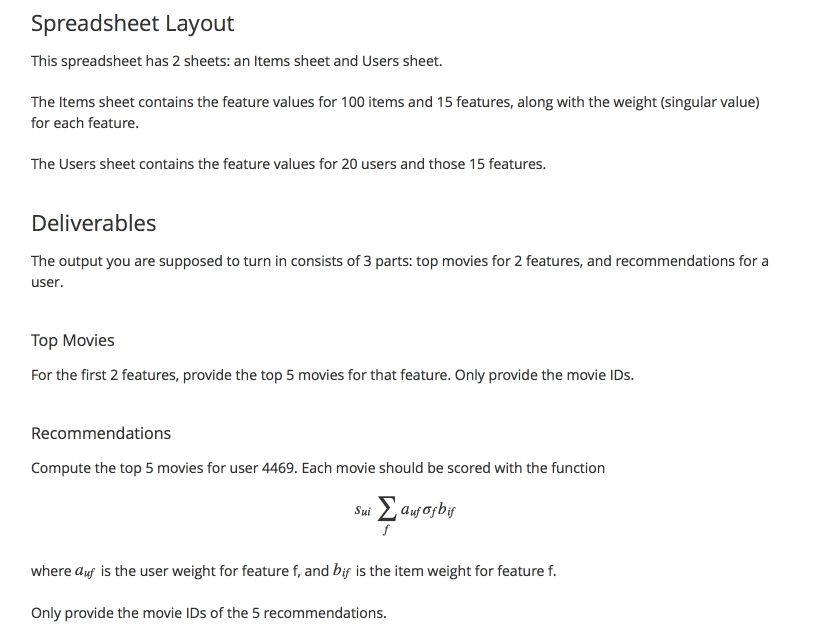 Spreadsheet Layout
This spreadsheet has 2 sheets: an Items sheet and Users sheet.
The Items sheet contains the feature values for 100 items and 15 features, along with the weight (singular value)
for each feature.
The Users sheet contains the feature values for 20 users and those 15 features.
Deliverables
The output you are supposed to turn in consists of 3 parts: top movies for 2 features, and recommendations for a
user.
Top Movies
For the first 2 features, provide the top 5 movies for that feature. Only provide the movie IDs.
Recommendations
Compute the top 5 movies for user 4469. Each movie should be scored with the function
s_{ui} ∑_f a_{uf} σ_f b_{if}
where a_{uf} is the user weight for feature f, and b_{if} is the item weight for feature f.
Only provide the movie IDs of the 5 recommendations.